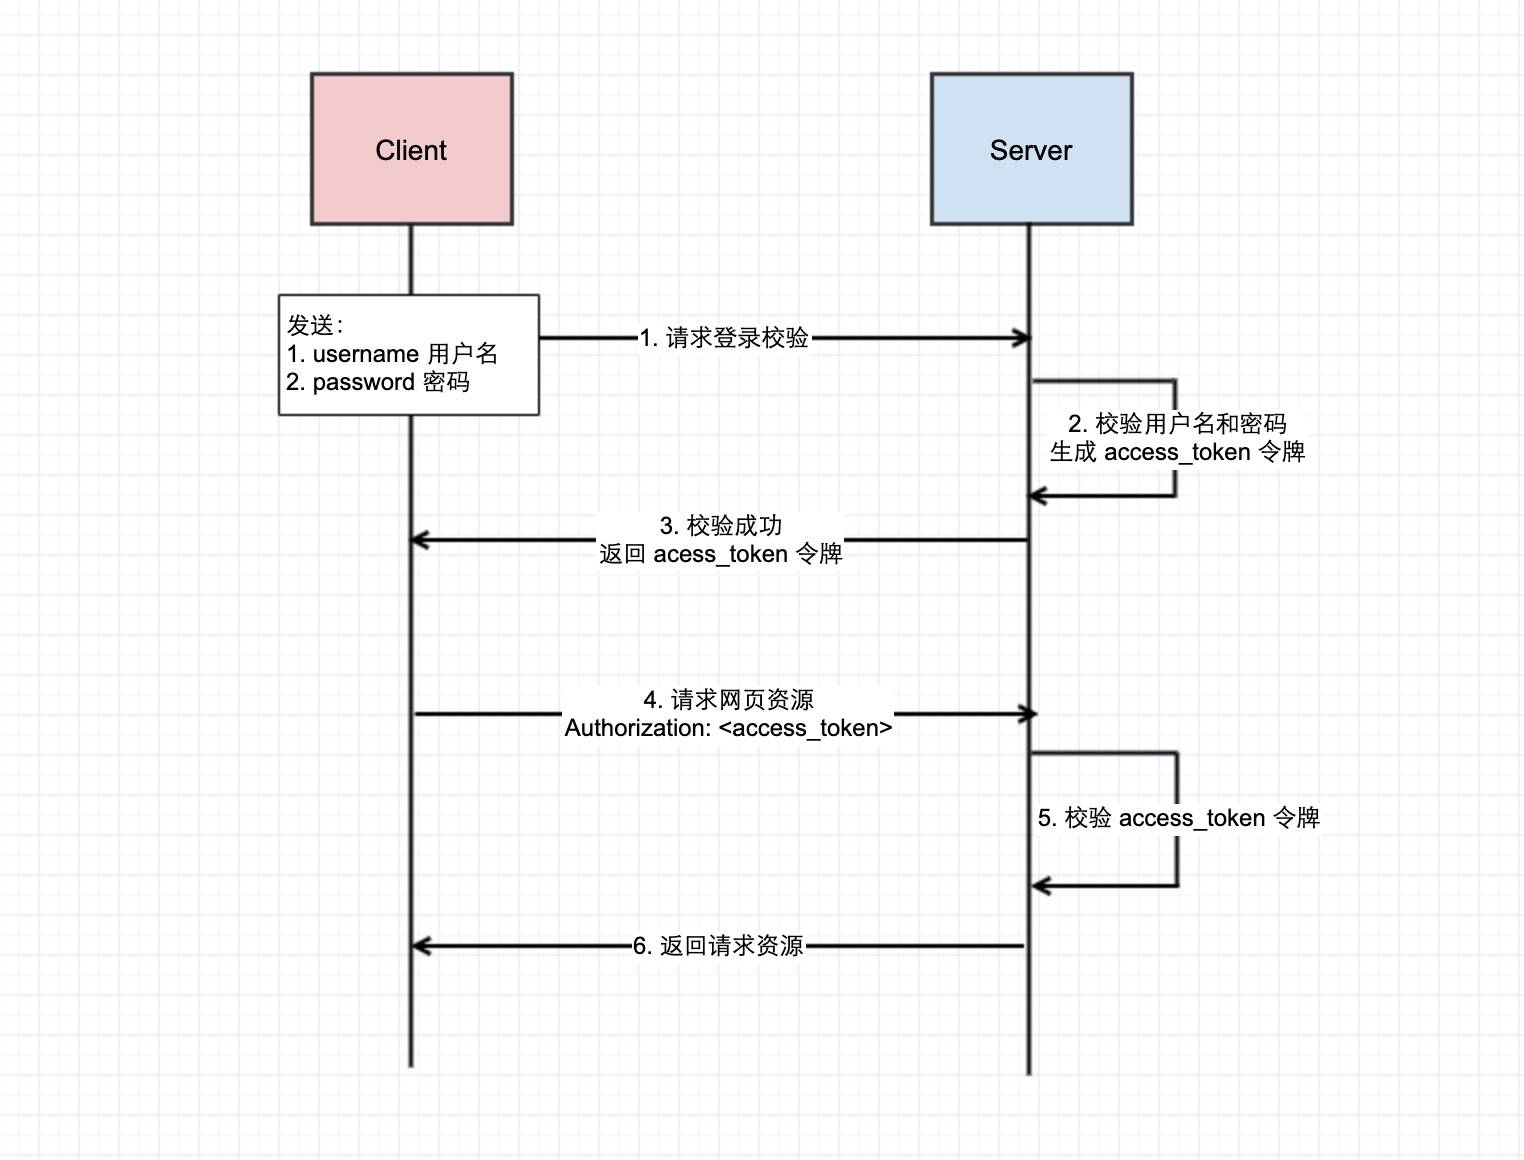 Client
Server
发送：
1. username 用户名
2. password 密码
1. 请求登录校验
2. 校验用户名和密码
生成 access_token 令牌
3. 校验成功
返回 acess_token 令牌
4. 请求网页资源
Authorization: <access_token>
5. 校验 access_token 令牌
6. 返回请求资源